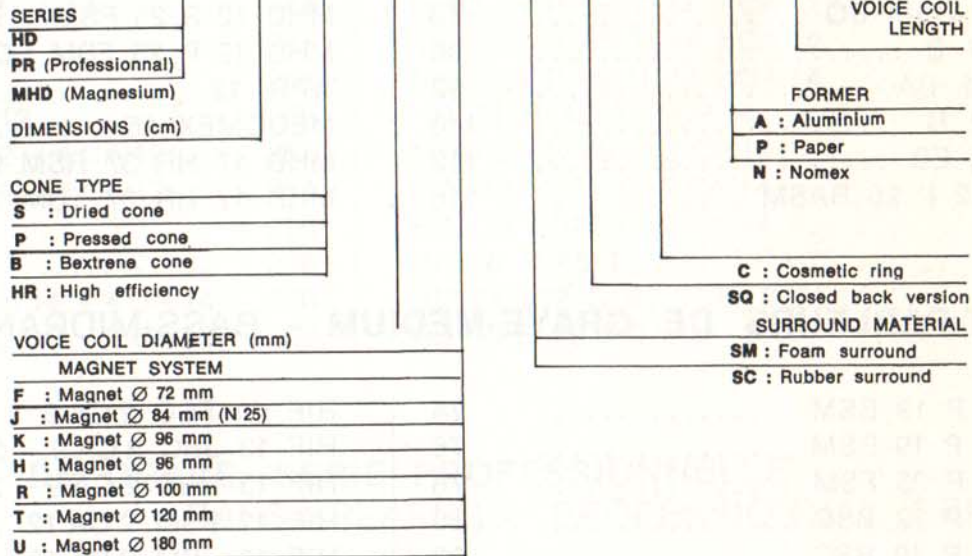 SERIES
HD
PR (Professionnal)
MHD (Magnesium)
DIMENSIONS (cm)
CONE TYPE
S : Dried cone
P : Pressed cone
B : Bextrene cone
HR : High efficiency
VOICE COIL DIAMETER (mm)
MAGNET SYSTEM
F : Magnet Ø 72 mm
J : Magnet Ø 84 mm (N 25)
K : Magnet Ø 96 mm
H : Magnet Ø 96 mm
R : Magnet Ø 100 mm
T : Magnet Ø 120 mm
U : Magnet Ø 180 mm
VOICE COIL
LENGTH
FORMER
A : Aluminium
P : Paper
N : Nomex
C : Cosmetic ring
SQ : Closed back version
SURROUND MATERIAL
SM : Foam surround
SC : Rubber surround